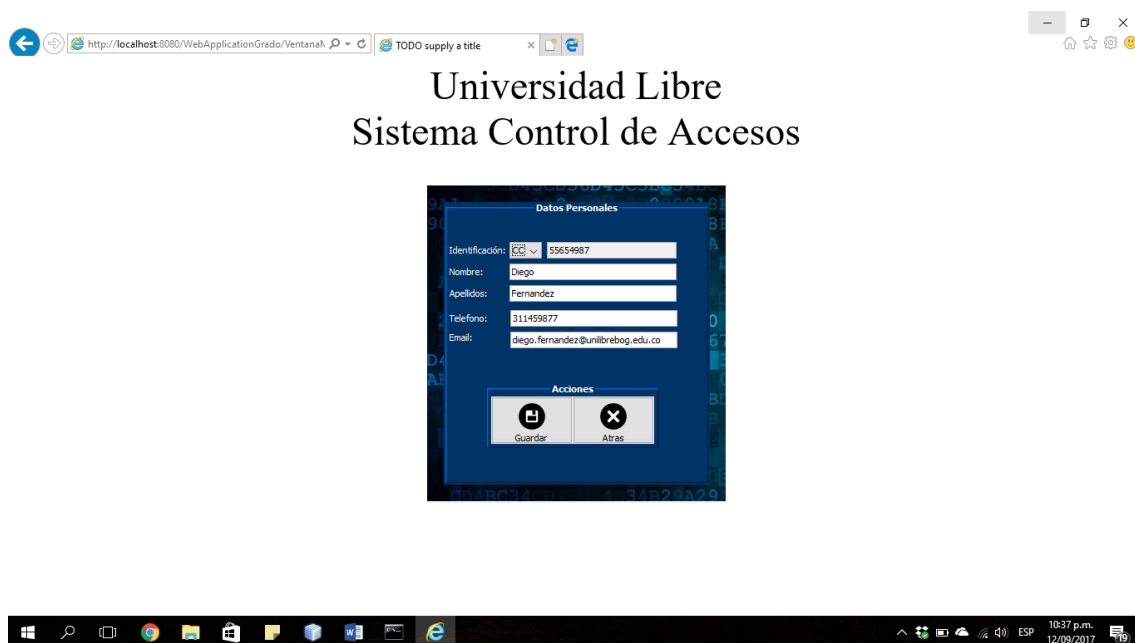 http://localhost:8080/WebApplicationGrado/Ventanal
TODO supply a title
Universidad Libre
Sistema Control de Accesos
Datos Personales
Identificación: CC 55654987
Nombre: Diego
Apellidos: Fernandez
Telefono: 311459877
Email: diego.fernandez@unilibrebog.edu.co
Acciones
Guardar Atras
ESP 10:37 p.m.
12/09/2017 19